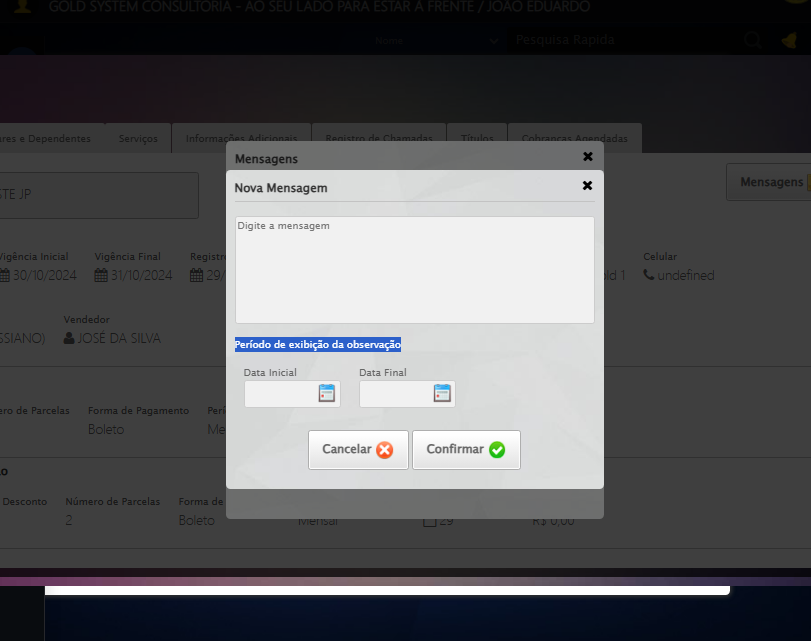 GOLD SYSTEM CONSULTORIA - AO SEU LADO PARA ESTAR A FRENTE / JOÃO EDUARDO
Nome
Pesquisa Rapida
res e Dependentes
Serviços
Informações Adicionais
Registro de Chamadas
Títulos
Cobranças Agendadas
Mensagens
Nova Mensagem
STE JP
Mensagens
Digite a mensagem
Vigência Inicial
Vigência Final
Registr
Celular
30/10/2024
31/10/2024
29/
old 1
undefined
Vendedor
SSIANO)
JOSÉ DA SILVA
Período de exibição da observação
Data Inicial
Data Final
ero de Parcelas
Forma de Pagamento
Perí
Boleto
Me
Cancelar
Confirmar
o
Desconto
Número de Parcelas
Forma de
2
Boleto
Mensal
29
R$ 0,00